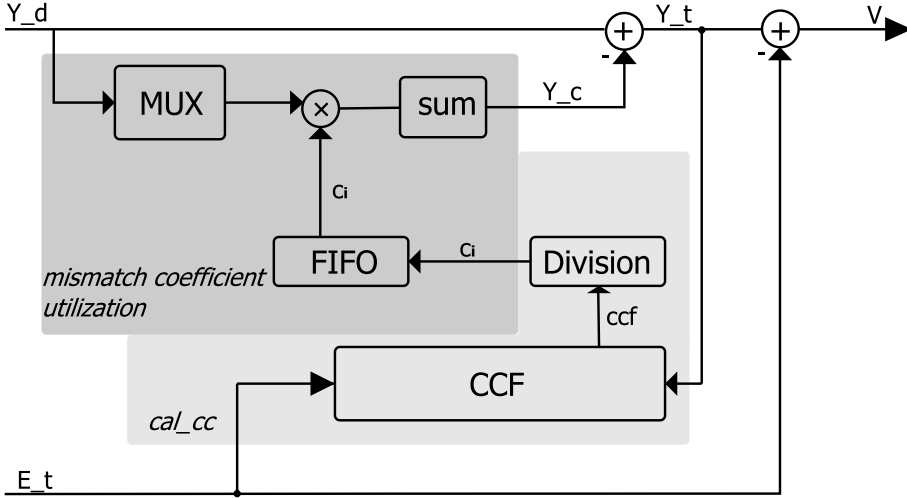 Y_d
Y_t
V
+
+
-
-
MUX
×
sum
Y_c
ci
FIFO
ci
Division
mismatch coefficient
utilization
ccf
CCF
cal_cc
E_t